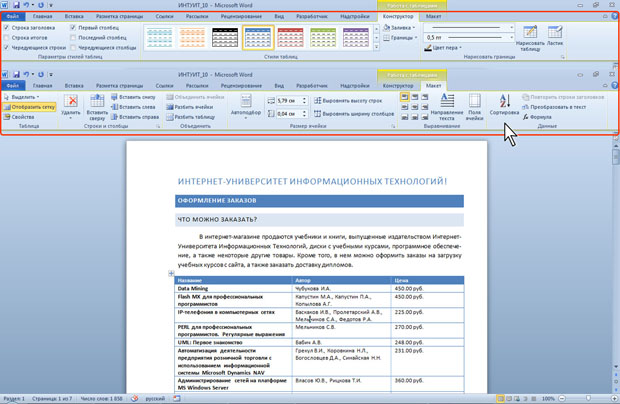 ИНТУИТ_10 - Microsoft Word
Работа с таблицами
Файл Главная Вставка Разметка страницы Ссылки Рассылки Рецензирование Вид Разработчик Надстройки Конструктор Макет
Строка заголовка Первый столбец
Строка итогов Последний столбец
Чередующиеся строки Чередующиеся столбцы
Заливка
Границы
0,5 пт
Цвет пера
Нарисовать таблицу
Ластик
Параметры стилей таблиц Стили таблиц Нарисовать границы
ИНТУИТ_10 - Microsoft Word
Работа с таблицами
Файл Главная Вставка Разметка страницы Ссылки Рассылки Рецензирование Вид Разработчик Надстройки Конструктор Макет
Выделить
Отобразить сетку
Свойства
Удалить
Вставить сверху
Вставить снизу
Вставить слева
Вставить справа
Объединить ячейки
Разбить ячейки
Разбить таблицу
Автоподбор
5,79 см
0,04 см
Выровнять высоту строк
Выровнять ширину столбцов
Направление текста
Поля ячейки
Сортировка
Повторить строки заголовков
Преобразовать в текст
Формула
Таблица Строки и столбцы Объединить Размер ячейки Выравнивание Данные
ИНТЕРНЕТ-УНИВЕРСИТЕТ ИНФОРМАЦИОННЫХ ТЕХНОЛОГИЙ!
ОФОРМЛЕНИЕ ЗАКАЗОВ
ЧТО МОЖНО ЗАКАЗАТЬ?
В интернет-магазине продаются учебники и книги, выпущенные издательством Интернет-
Университета Информационных Технологий, диски с учебными курсами, программное обеспече-
ние, а также некоторые другие товары. Кроме того, в нем можно оформить заказы на загрузку
учебных курсов с сайта, а также заказать доставку дипломов.
Название Автор Цена
Data Mining Чубукова И.А. 450.00 руб.
Flash MX для профессиональных Капустин М.А., Капустин П.А., 450.00 руб.
программистов Копылова А.Г.
IP-телефония в компьютерных сетях Баскаков И.В., Пролетарский А.В., 225.00 руб.
Мельников С.А., Федотов Р.А.
PERL для профессиональных Мельников С.В. 270.00 руб.
программистов. Регулярные выражения
UML: Первое знакомство Бабич А.В. 248.00 руб.
Автоматизация деятельности Грекул В.И., Коровкина Н.Л., 231.00 руб.
предприятия розничной торговли с Богословцев Д.А., Синайская Н.Н.
использованием информационной
системы Microsoft Dynamics NAV
Администрирование сетей на платформе Власов Ю.В., Рицкова Т.И. 360.00 руб.
MS Windows Server
Раздел: 1 Страница: 1 из 7 Число слов: 1 858 русский 100%